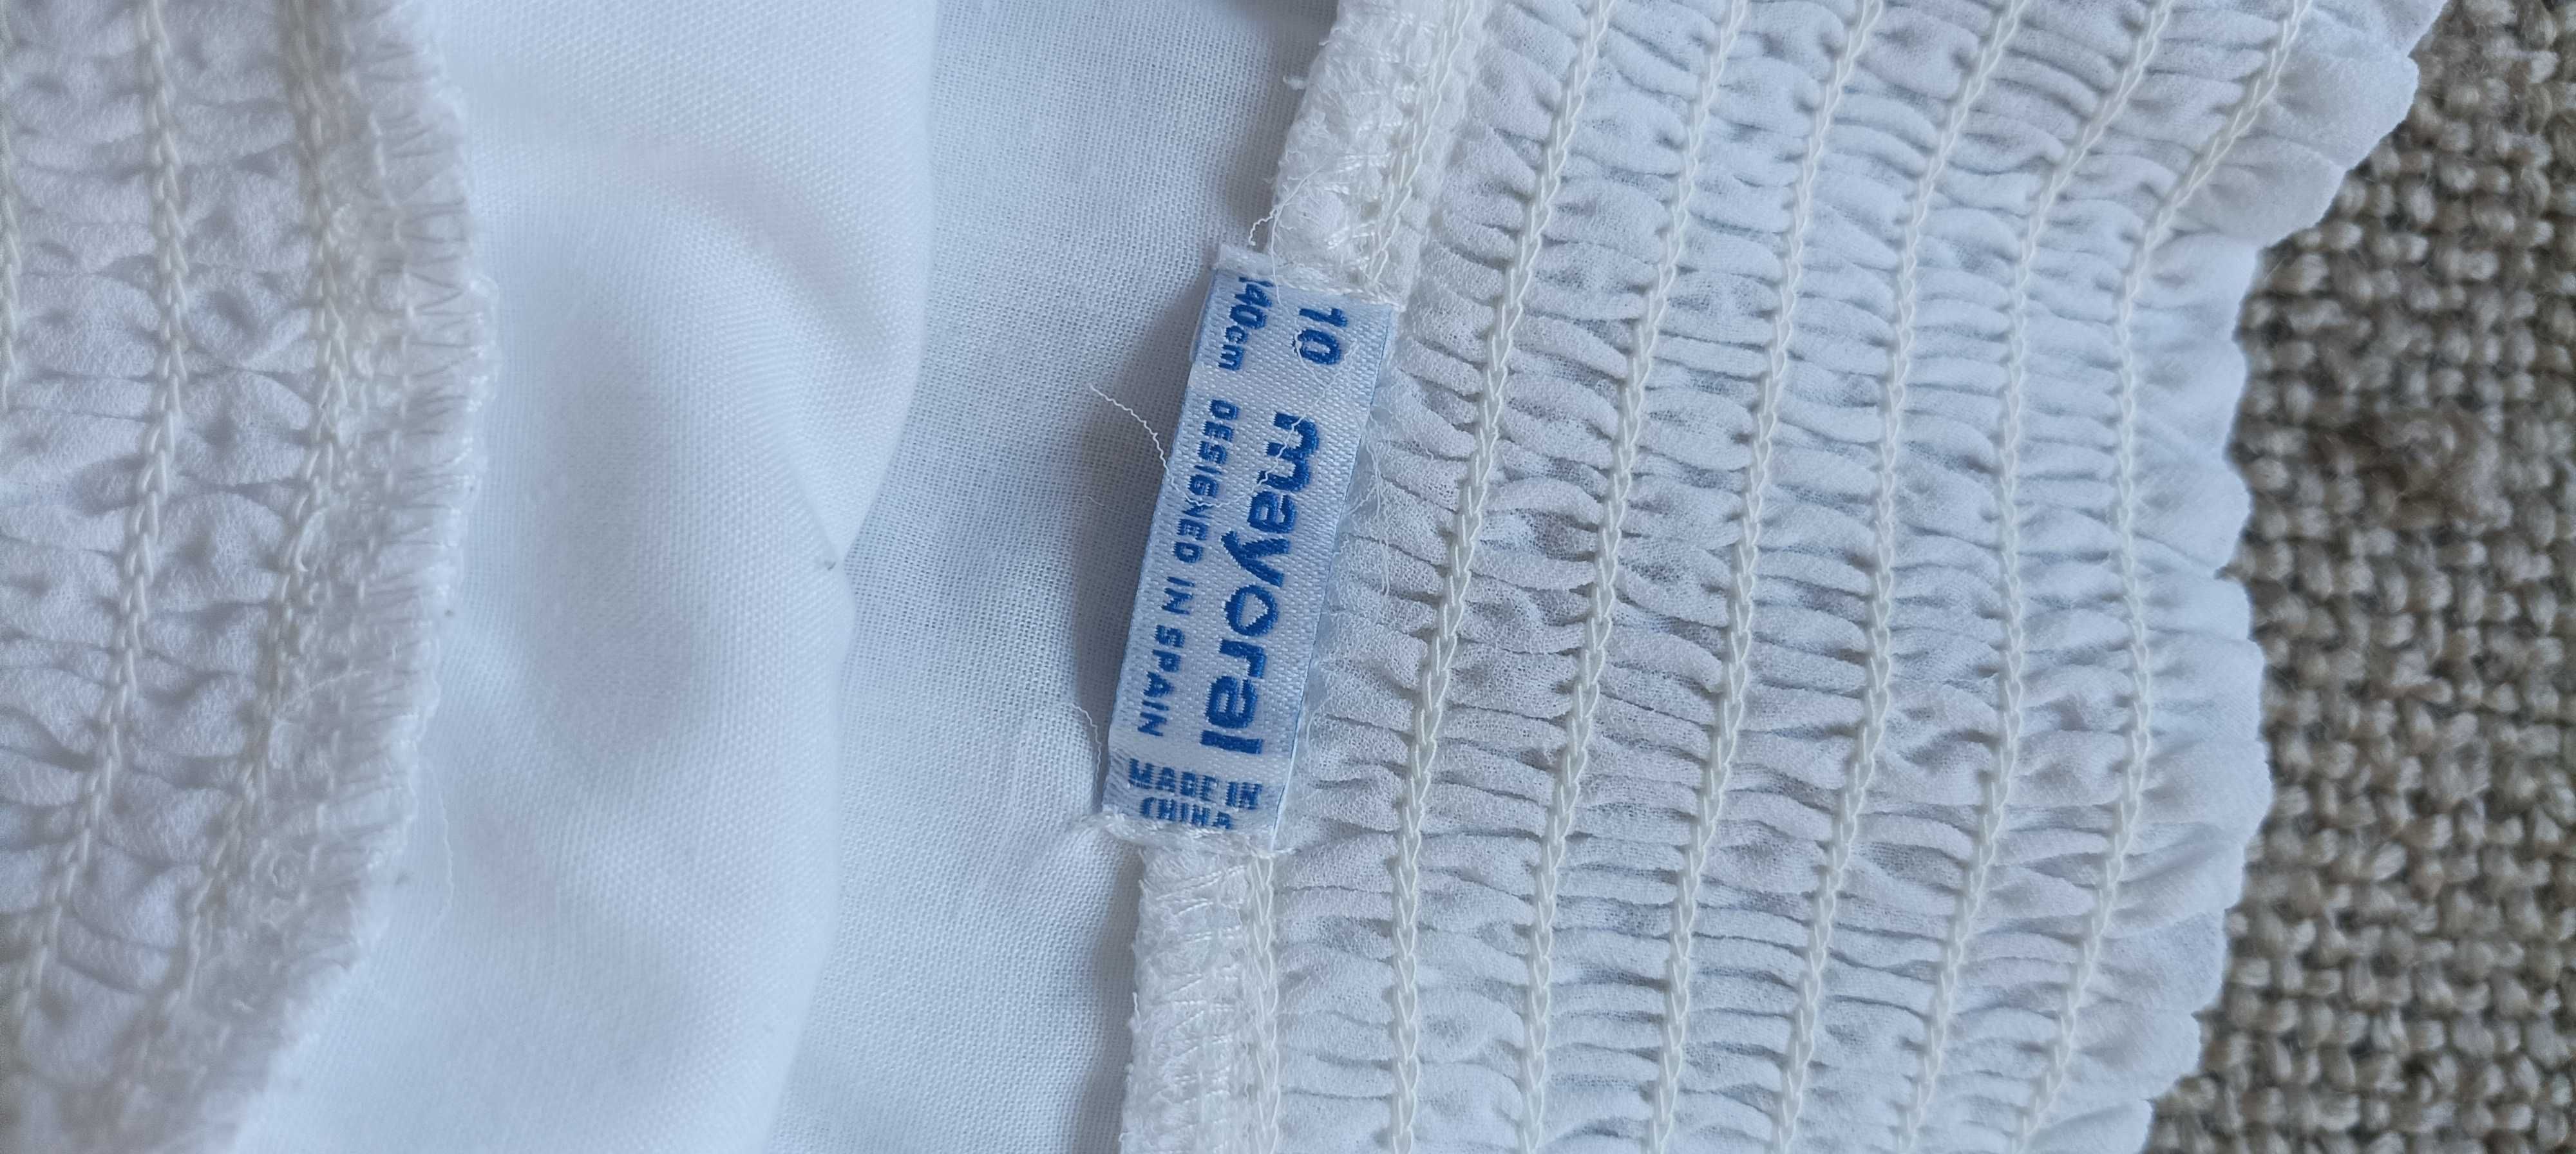 10
140cm
mayoral
DESIGNED IN SPAIN
MADE IN
CHINA